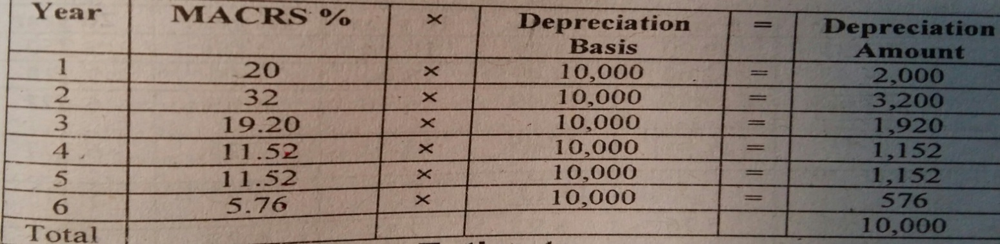 Year MACRS % × Depreciation Basis = Depreciation Amount
1 20 × 10,000 = 2,000
2 32 × 10,000 = 3,200
3 19.20 × 10,000 = 1,920
4 11.52 × 10,000 = 1,152
5 11.52 × 10,000 = 1,152
6 5.76 × 10,000 = 576
Total 10,000